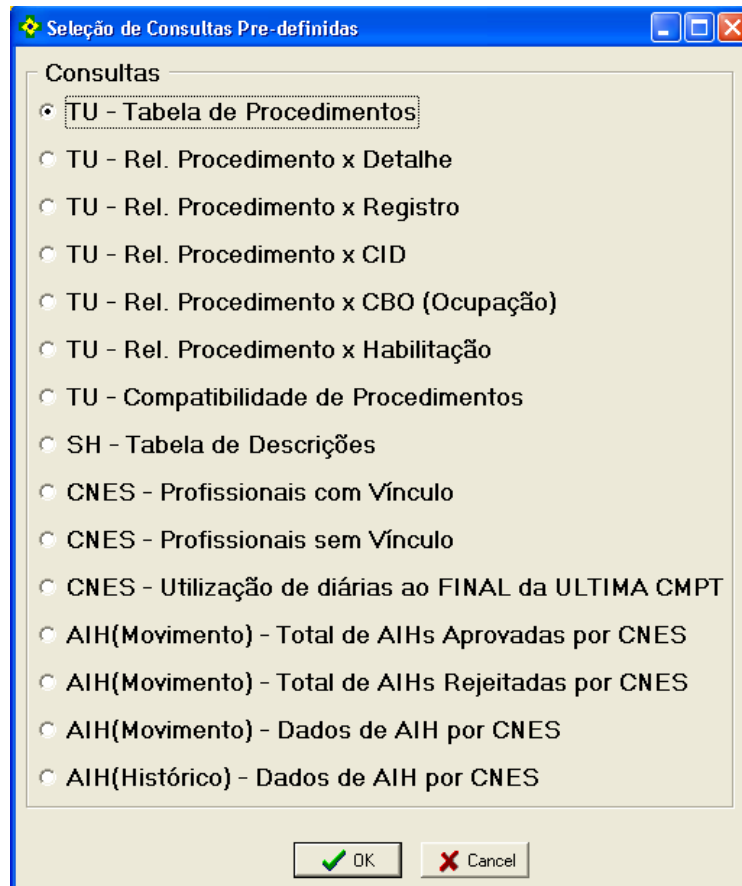 Seleção de Consultas Pre-definidas
Consultas
TU - Tabela de Procedimentos
TU - Rel. Procedimento x Detalhe
TU - Rel. Procedimento x Registro
TU - Rel. Procedimento x CID
TU - Rel. Procedimento x CBO (Ocupação)
TU - Rel. Procedimento x Habilitação
TU - Compatibilidade de Procedimentos
SH - Tabela de Descrições
CNES - Profissionais com Vínculo
CNES - Profissionais sem Vínculo
CNES - Utilização de diárias ao FINAL da ULTIMA CMPT
AIH(Movimento) - Total de AIHs Aprovadas por CNES
AIH(Movimento) - Total de AIHs Rejeitadas por CNES
AIH(Movimento) - Dados de AIH por CNES
AIH(Histórico) - Dados de AIH por CNES
OK Cancel